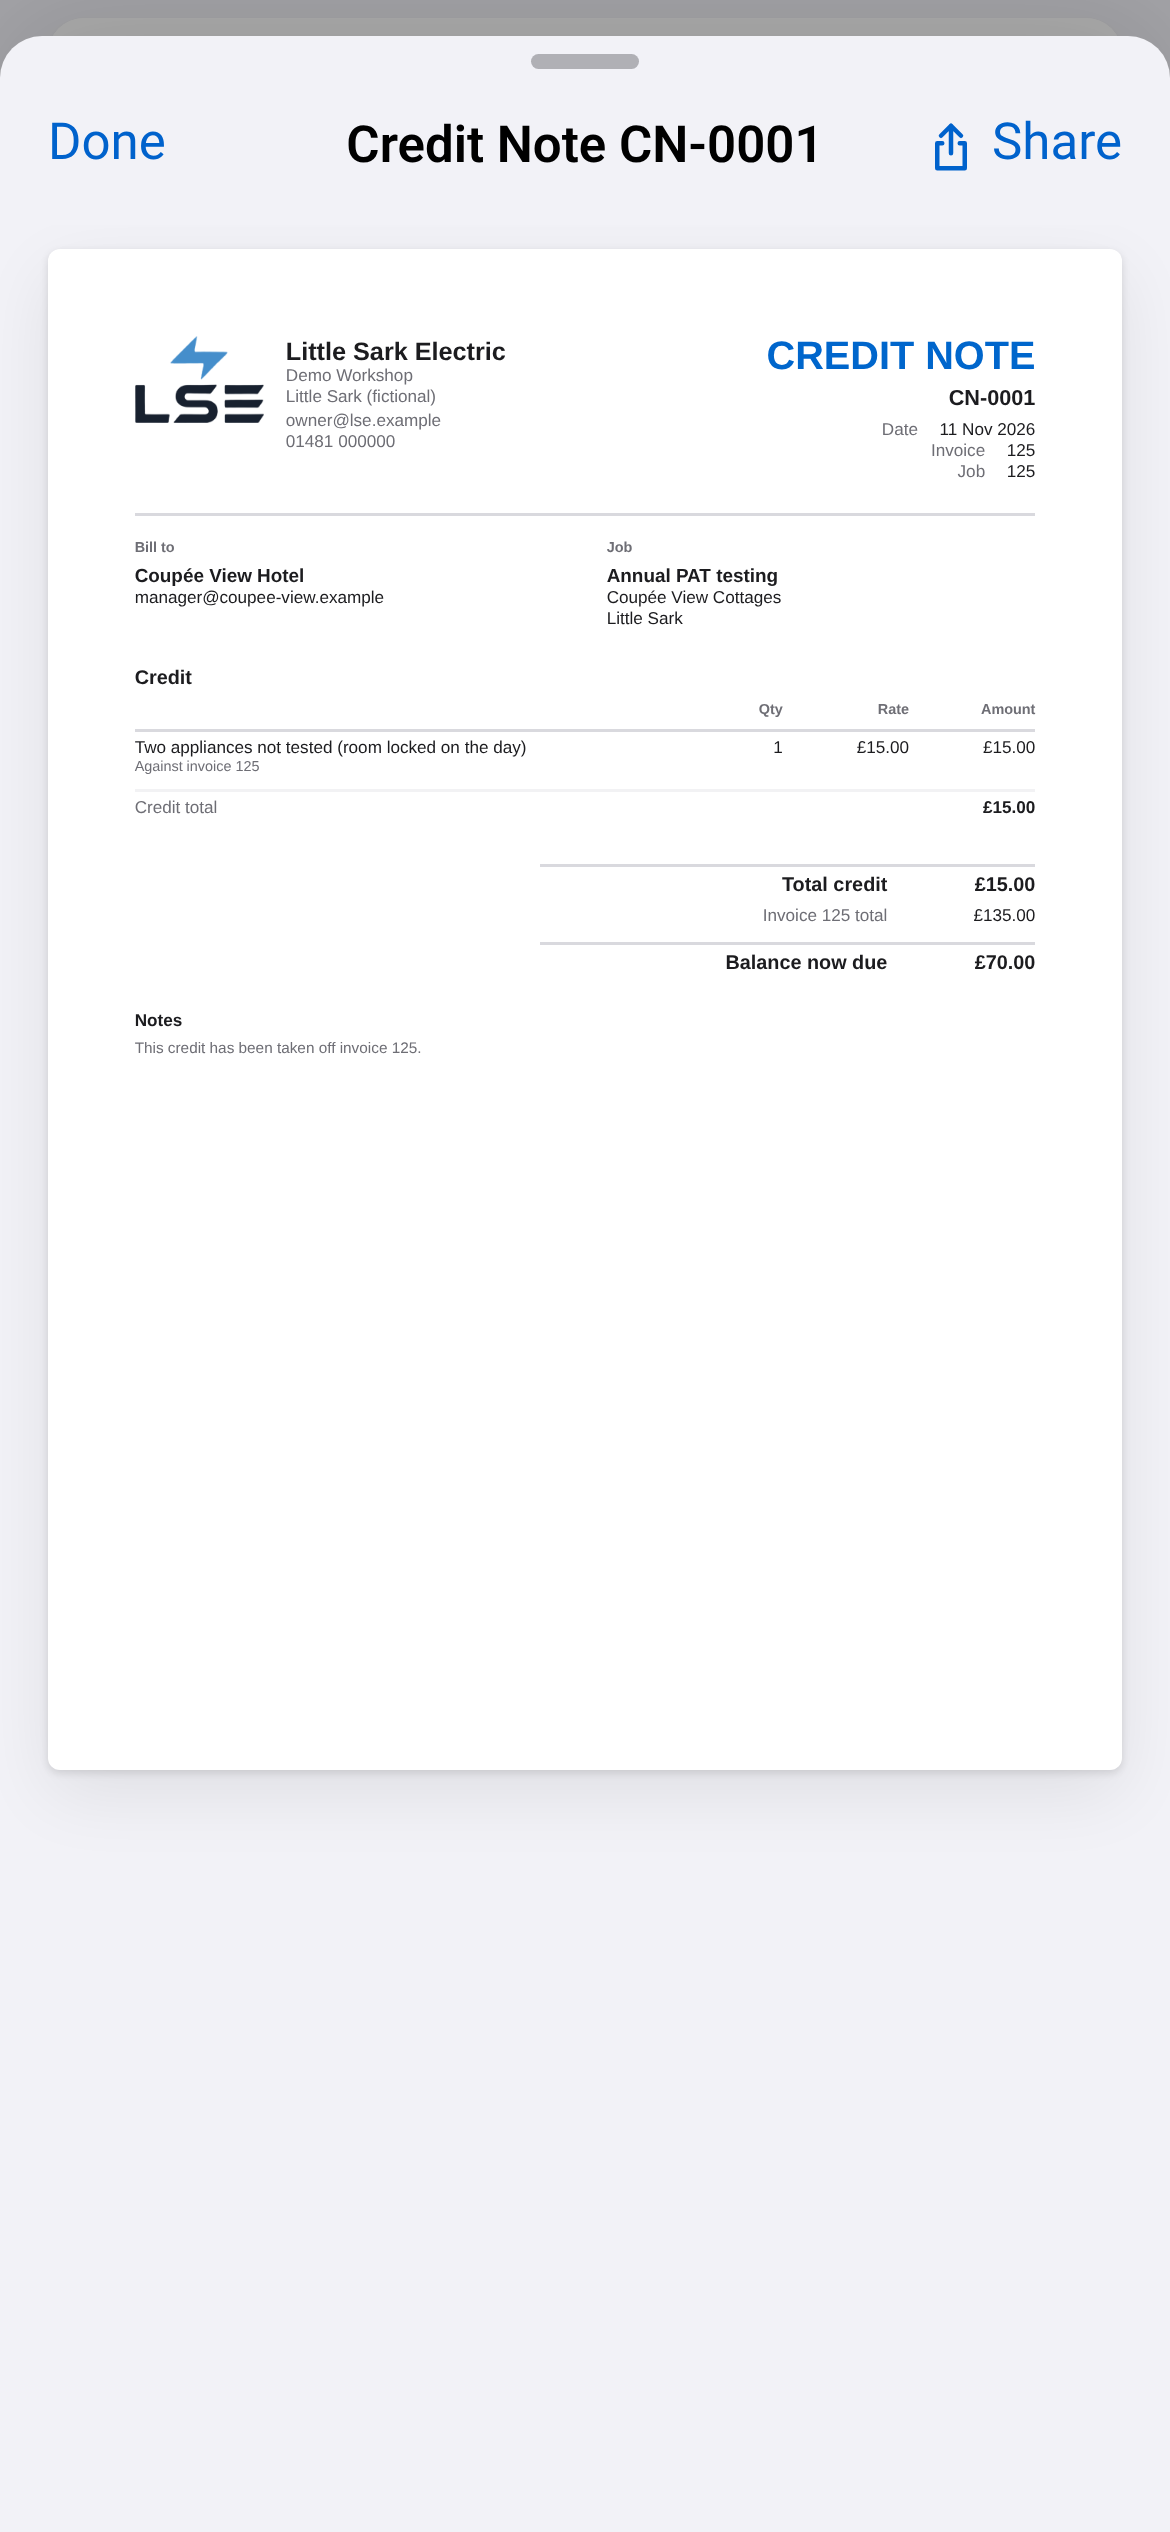 Done
Credit Note CN-0001
Share
LSE
Little Sark Electric
Demo Workshop
Little Sark (fictional)
owner@lse.example
01481 000000
CREDIT NOTE
CN-0001
Date 11 Nov 2026
Invoice 125
Job 125
Bill to
Coupée View Hotel
manager@coupee-view.example
Job
Annual PAT testing
Coupée View Cottages
Little Sark
Credit
Qty Rate Amount
Two appliances not tested (room locked on the day) 1 £15.00 £15.00
Against invoice 125
Credit total £15.00
Total credit £15.00
Invoice 125 total £135.00
Balance now due £70.00
Notes
This credit has been taken off invoice 125.